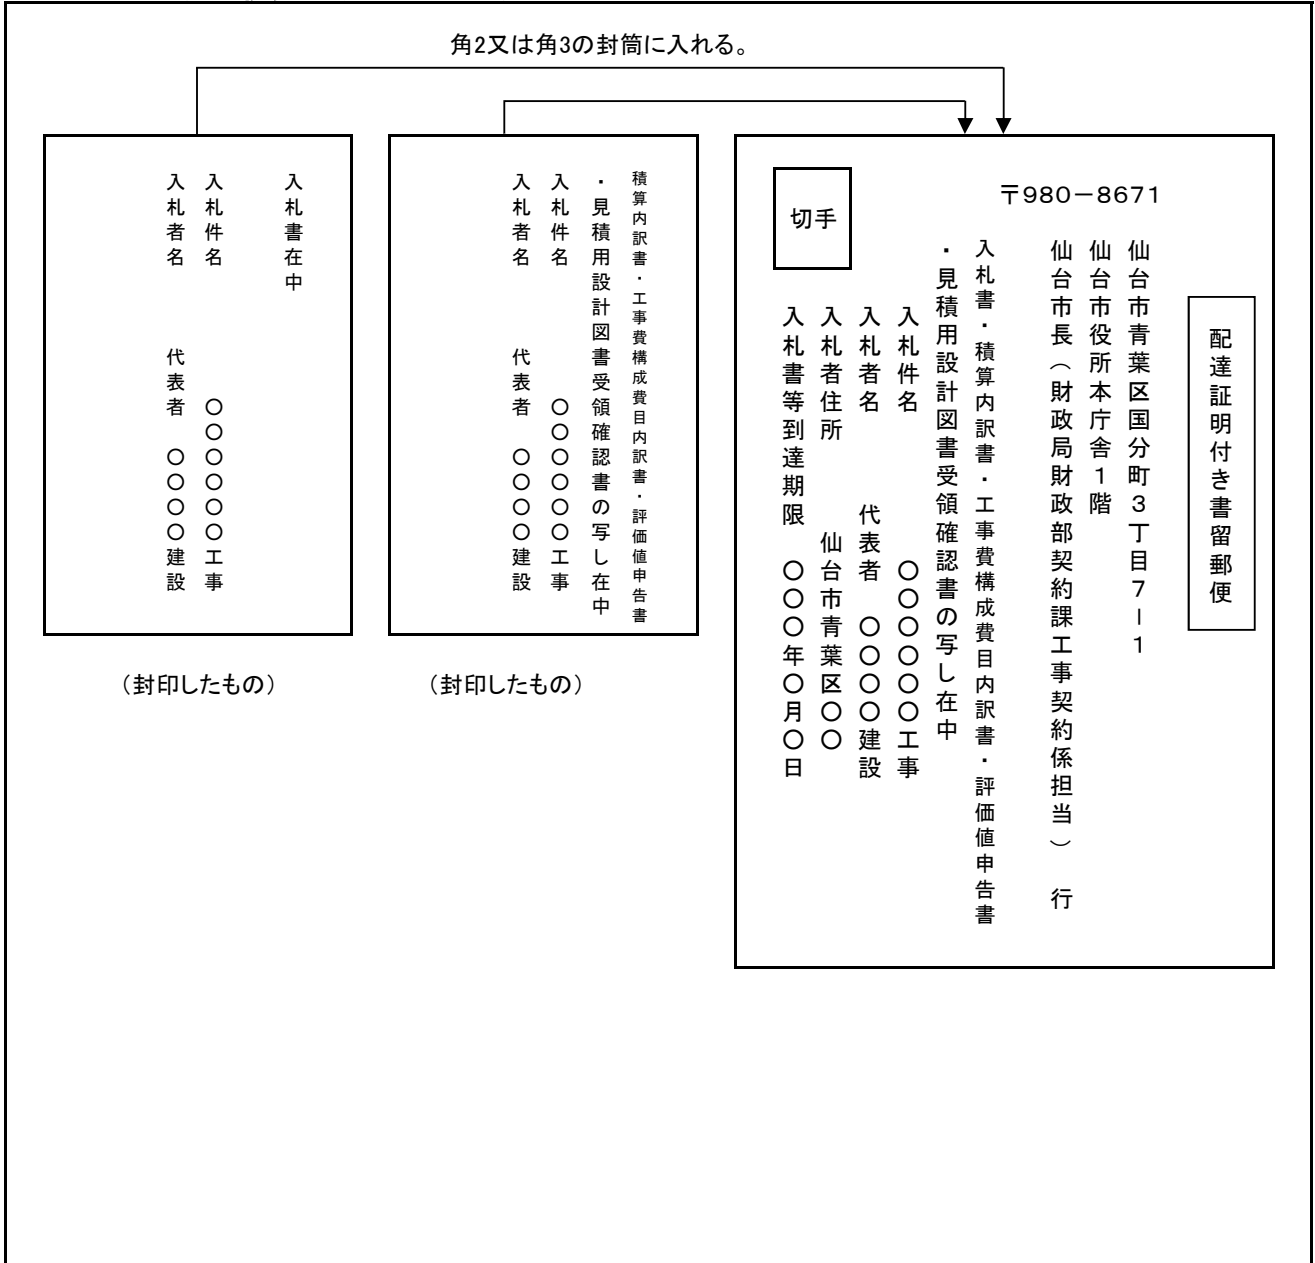 角2又は角3の封筒に入れる。
入札書在中
入札件名　○○○○○○工事
入札者名　代表者　○○○○建設
（封印したもの）
積算内訳書・工事費構成費目内訳書・評価値申告書
・見積用設計図書受領確認書の写し在中
入札件名　○○○○○○工事
入札者名　代表者　○○○○建設
（封印したもの）
切手
〒980－8671
配達証明付き書留郵便
仙台市青葉区国分町３丁目７－１
仙台市役所本庁舎１階
仙台市長（財政局財政部契約課工事契約係担当）　行
入札書・積算内訳書・工事費構成費目内訳書・評価値申告書
・見積用設計図書受領確認書の写し在中
入札件名　○○○○○○工事
入札者名　代表者　○○○○建設
入札者住所　仙台市青葉区○○
入札書等到達期限　○○○年○月○日